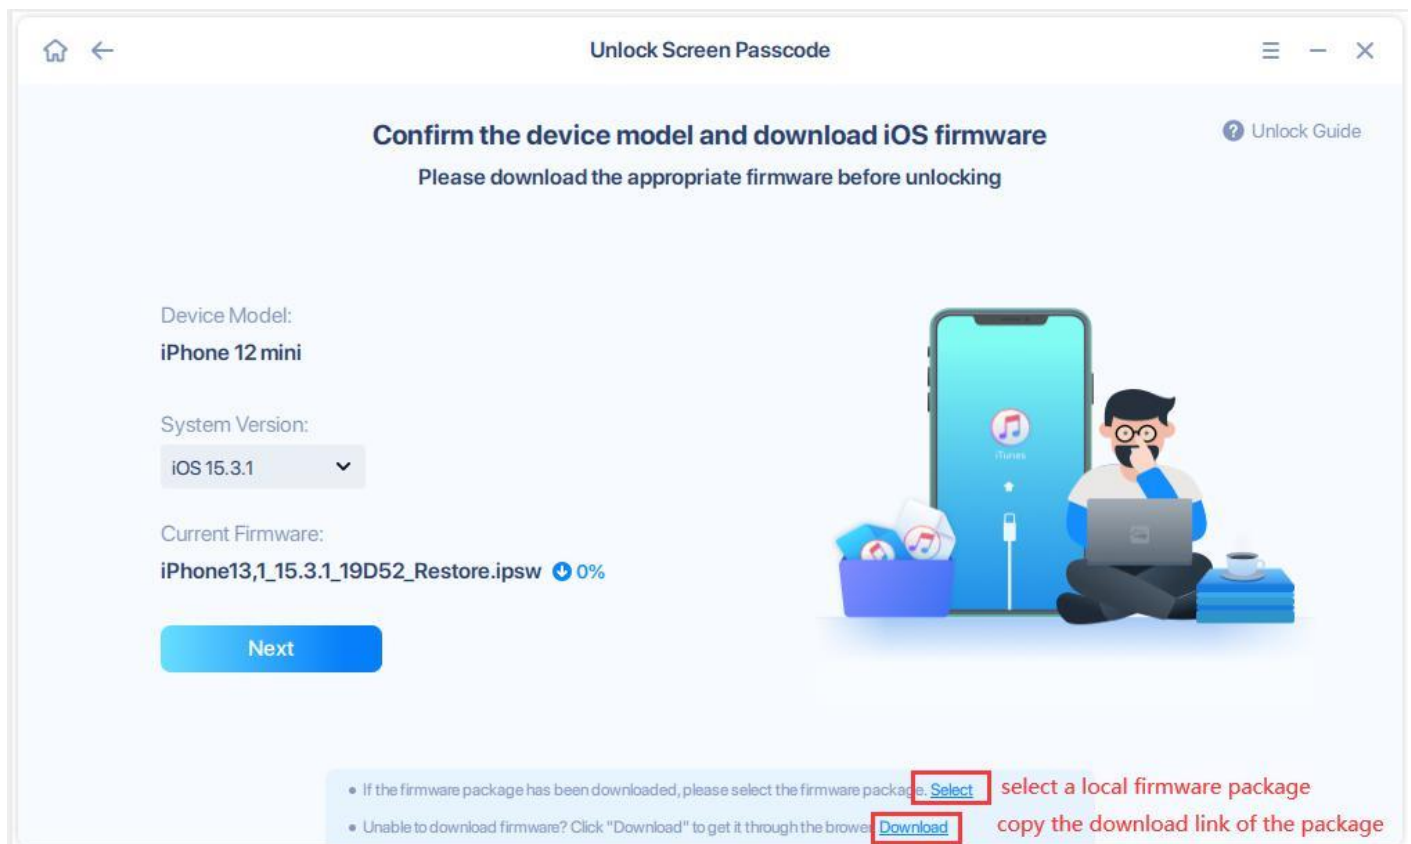 Unlock Screen Passcode
Confirm the device model and download iOS firmware
Unlock Guide
Please download the appropriate firmware before unlocking
Device Model:
iPhone 12 mini
System Version:
iOS 15.3.1
Current Firmware:
iPhone13,1_15.3.1_19D52_Restore.ipsw 0%
iTunes
Next
If the firmware package has been downloaded, please select the firmware package. Select select a local firmware package
Unable to download firmware? Click "Download" to get it through the brower Download copy the download link of the package